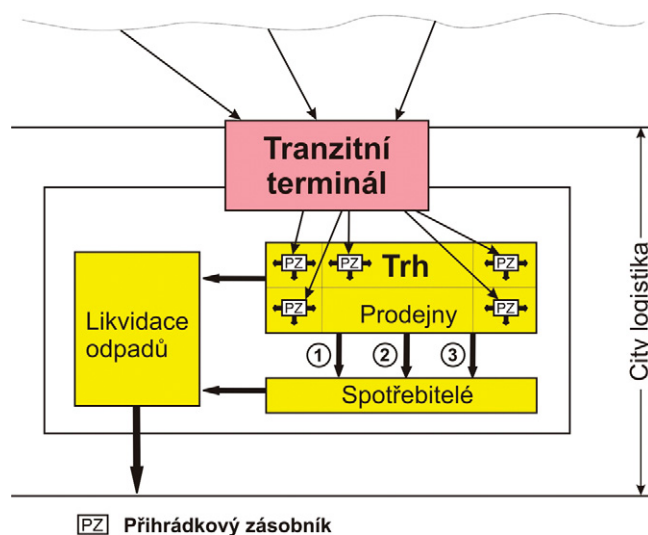 Tranzitní
terminál
PZ PZ Trh PZ
PZ Prodejny PZ
Likvidace
odpadů
1 2 3
Spotřebitelé
City logistika
PZ Přihrádkový zásobník